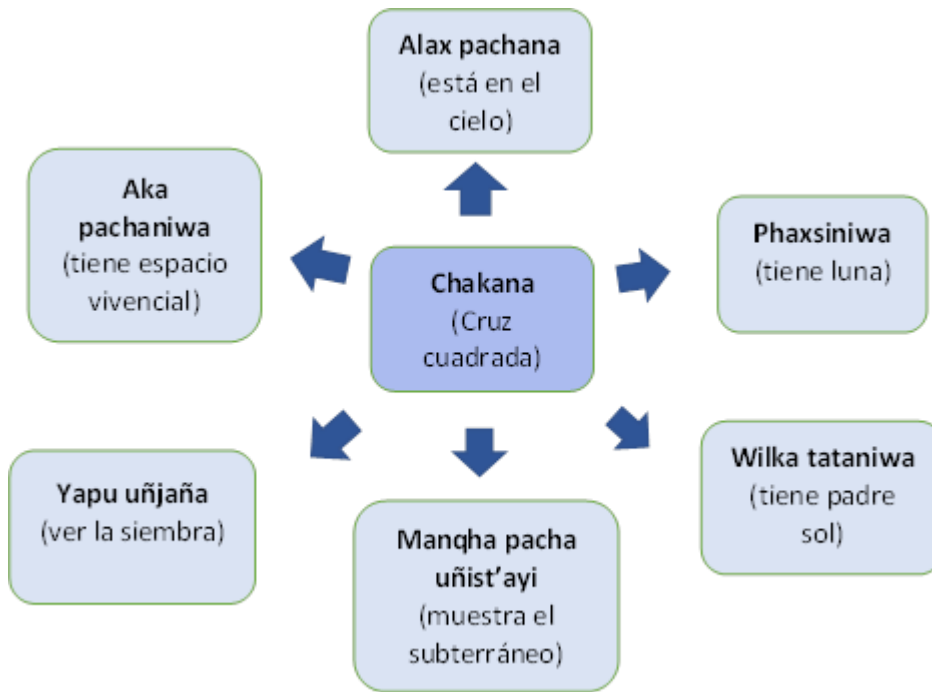 Alax pachana
(está en el
cielo)
Aka
pachaniwa
(tiene espacio
vivencial)
Phaxsiniwa
(tiene luna)
Chakana
(Cruz
cuadrada)
Yapu uñjaña
(ver la siembra)
Manqha pacha
uñist’ayi
(muestra el
subterráneo)
Wilka tataniwa
(tiene padre
sol)